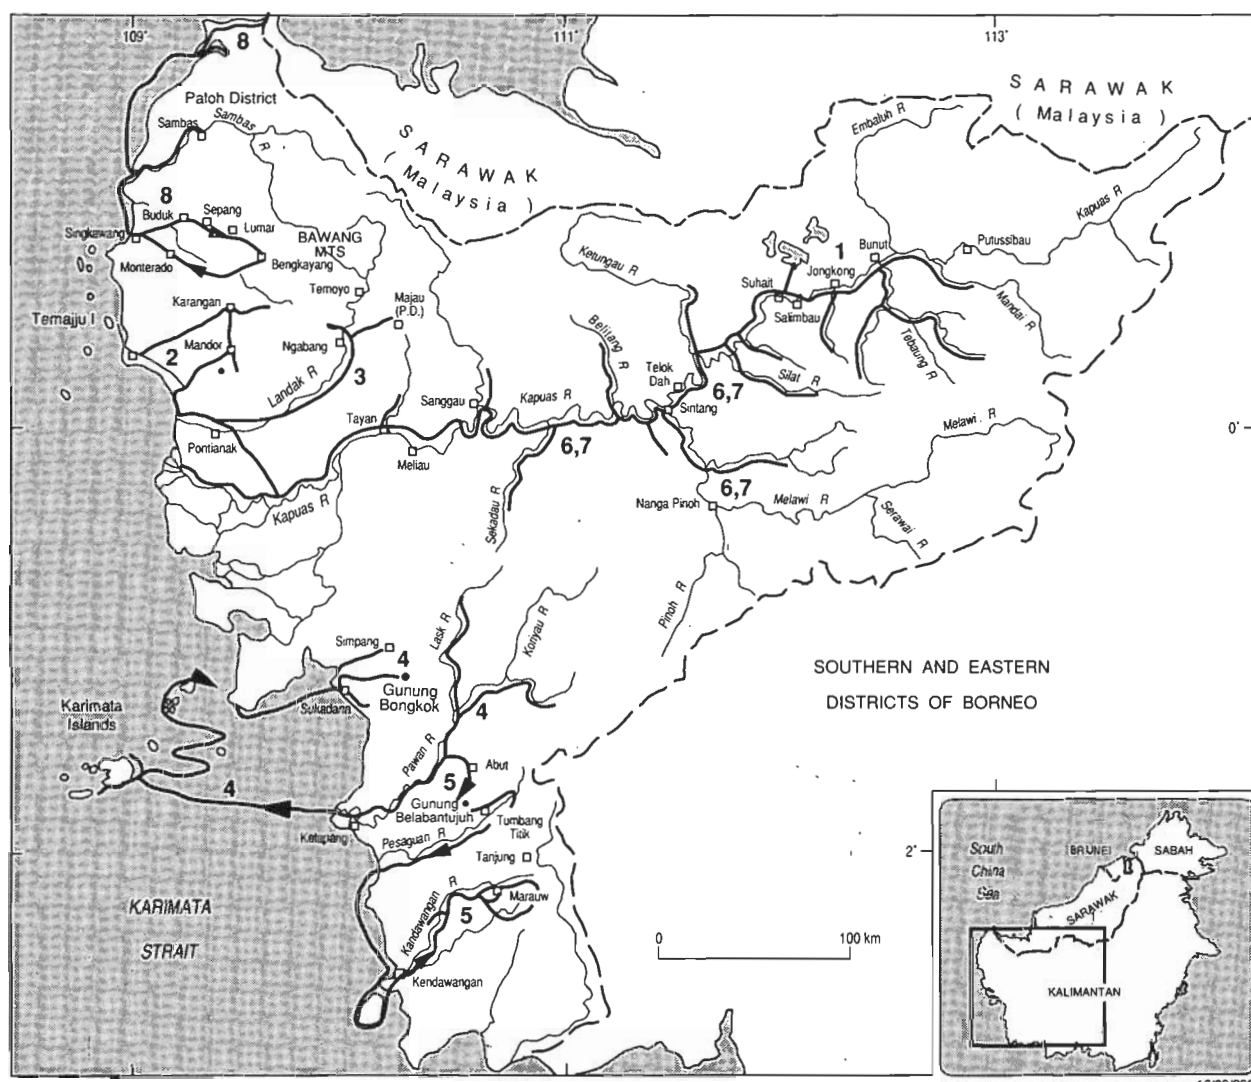 109°
111°
113°
8
SARAWAK
( Malaysia )
Patoh District
Sambas
Sambas R
Embaluh R
SARAWAK
( Malaysia )
8
Buduk
Sepang
Lumar
Singkawang
BAWANG
MTS
Monterado
Bengkayang
Temoyo
Karangan
Majau
(P.D.)
Temajju I
Mandor
Ngabang
2
3
Landak R
Pontianak
Tayan
Sanggau
Meliau
Kapuas R
Kapuas R
6,7
Sekadau R
Ketungau R
Belitang R
Telok
Dah
Sintang
6,7
Silat R
Suhait
Salimbau
1
Jongkong
Bunut
Putussibau
Kapuas R
Mandai R
Tebaung R
Melawi R
0°
6,7
Nanga Pinoh
Melawi R
Serawai R
Pinoh R
Simpang
4
Gunung
Bongkok
Sukadana
Lask R
Koriyau R
4
Karimata
Islands
4
Pawan R
5
Abut
Gunung
Belabantujuh
Tumbang
Titik
Ketapang
Pesaguan R
Tanjung
Kandawangan R
5
Marauw
Kendawangan
KARIMATA
STRAIT
SOUTHERN AND EASTERN
DISTRICTS OF BORNEO
2°
0
100 km
South
China
Sea
BRUNEI
SABAH
SARAWAK
KALIMANTAN